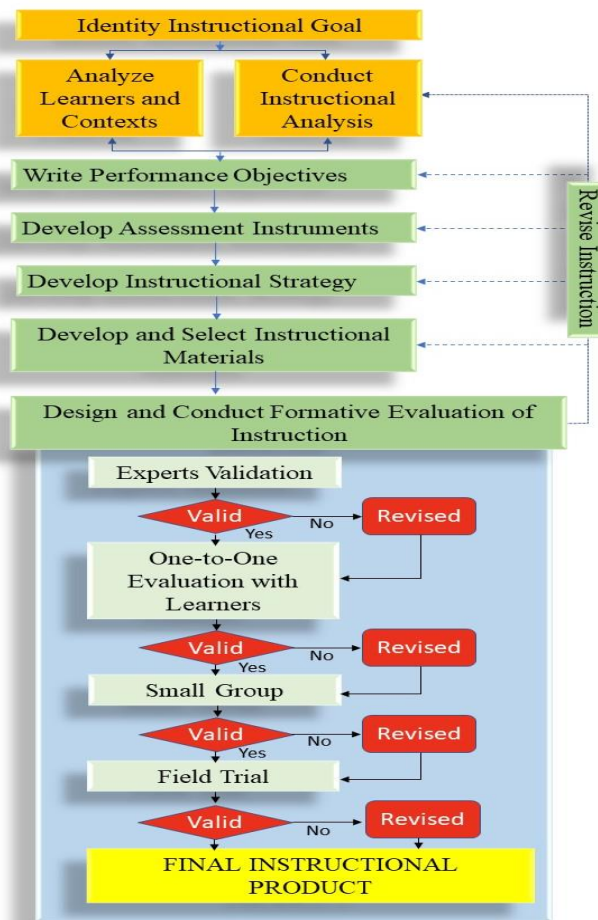 Identity Instructional Goal
Analyze
Learners and
Contexts
Conduct
Instructional
Analysis
Write Performance Objectives
Develop Assessment Instruments
Develop Instructional Strategy
Develop and Select Instructional
Materials
Revise Instruction
Design and Conduct Formative Evaluation of
Instruction
Experts Validation
Valid
No
Revised
Yes
One-to-One
Evaluation with
Learners
Valid
No
Revised
Yes
Small Group
Valid
No
Revised
Yes
Field Trial
Valid
No
Revised
FINAL INSTRUCTIONAL
PRODUCT